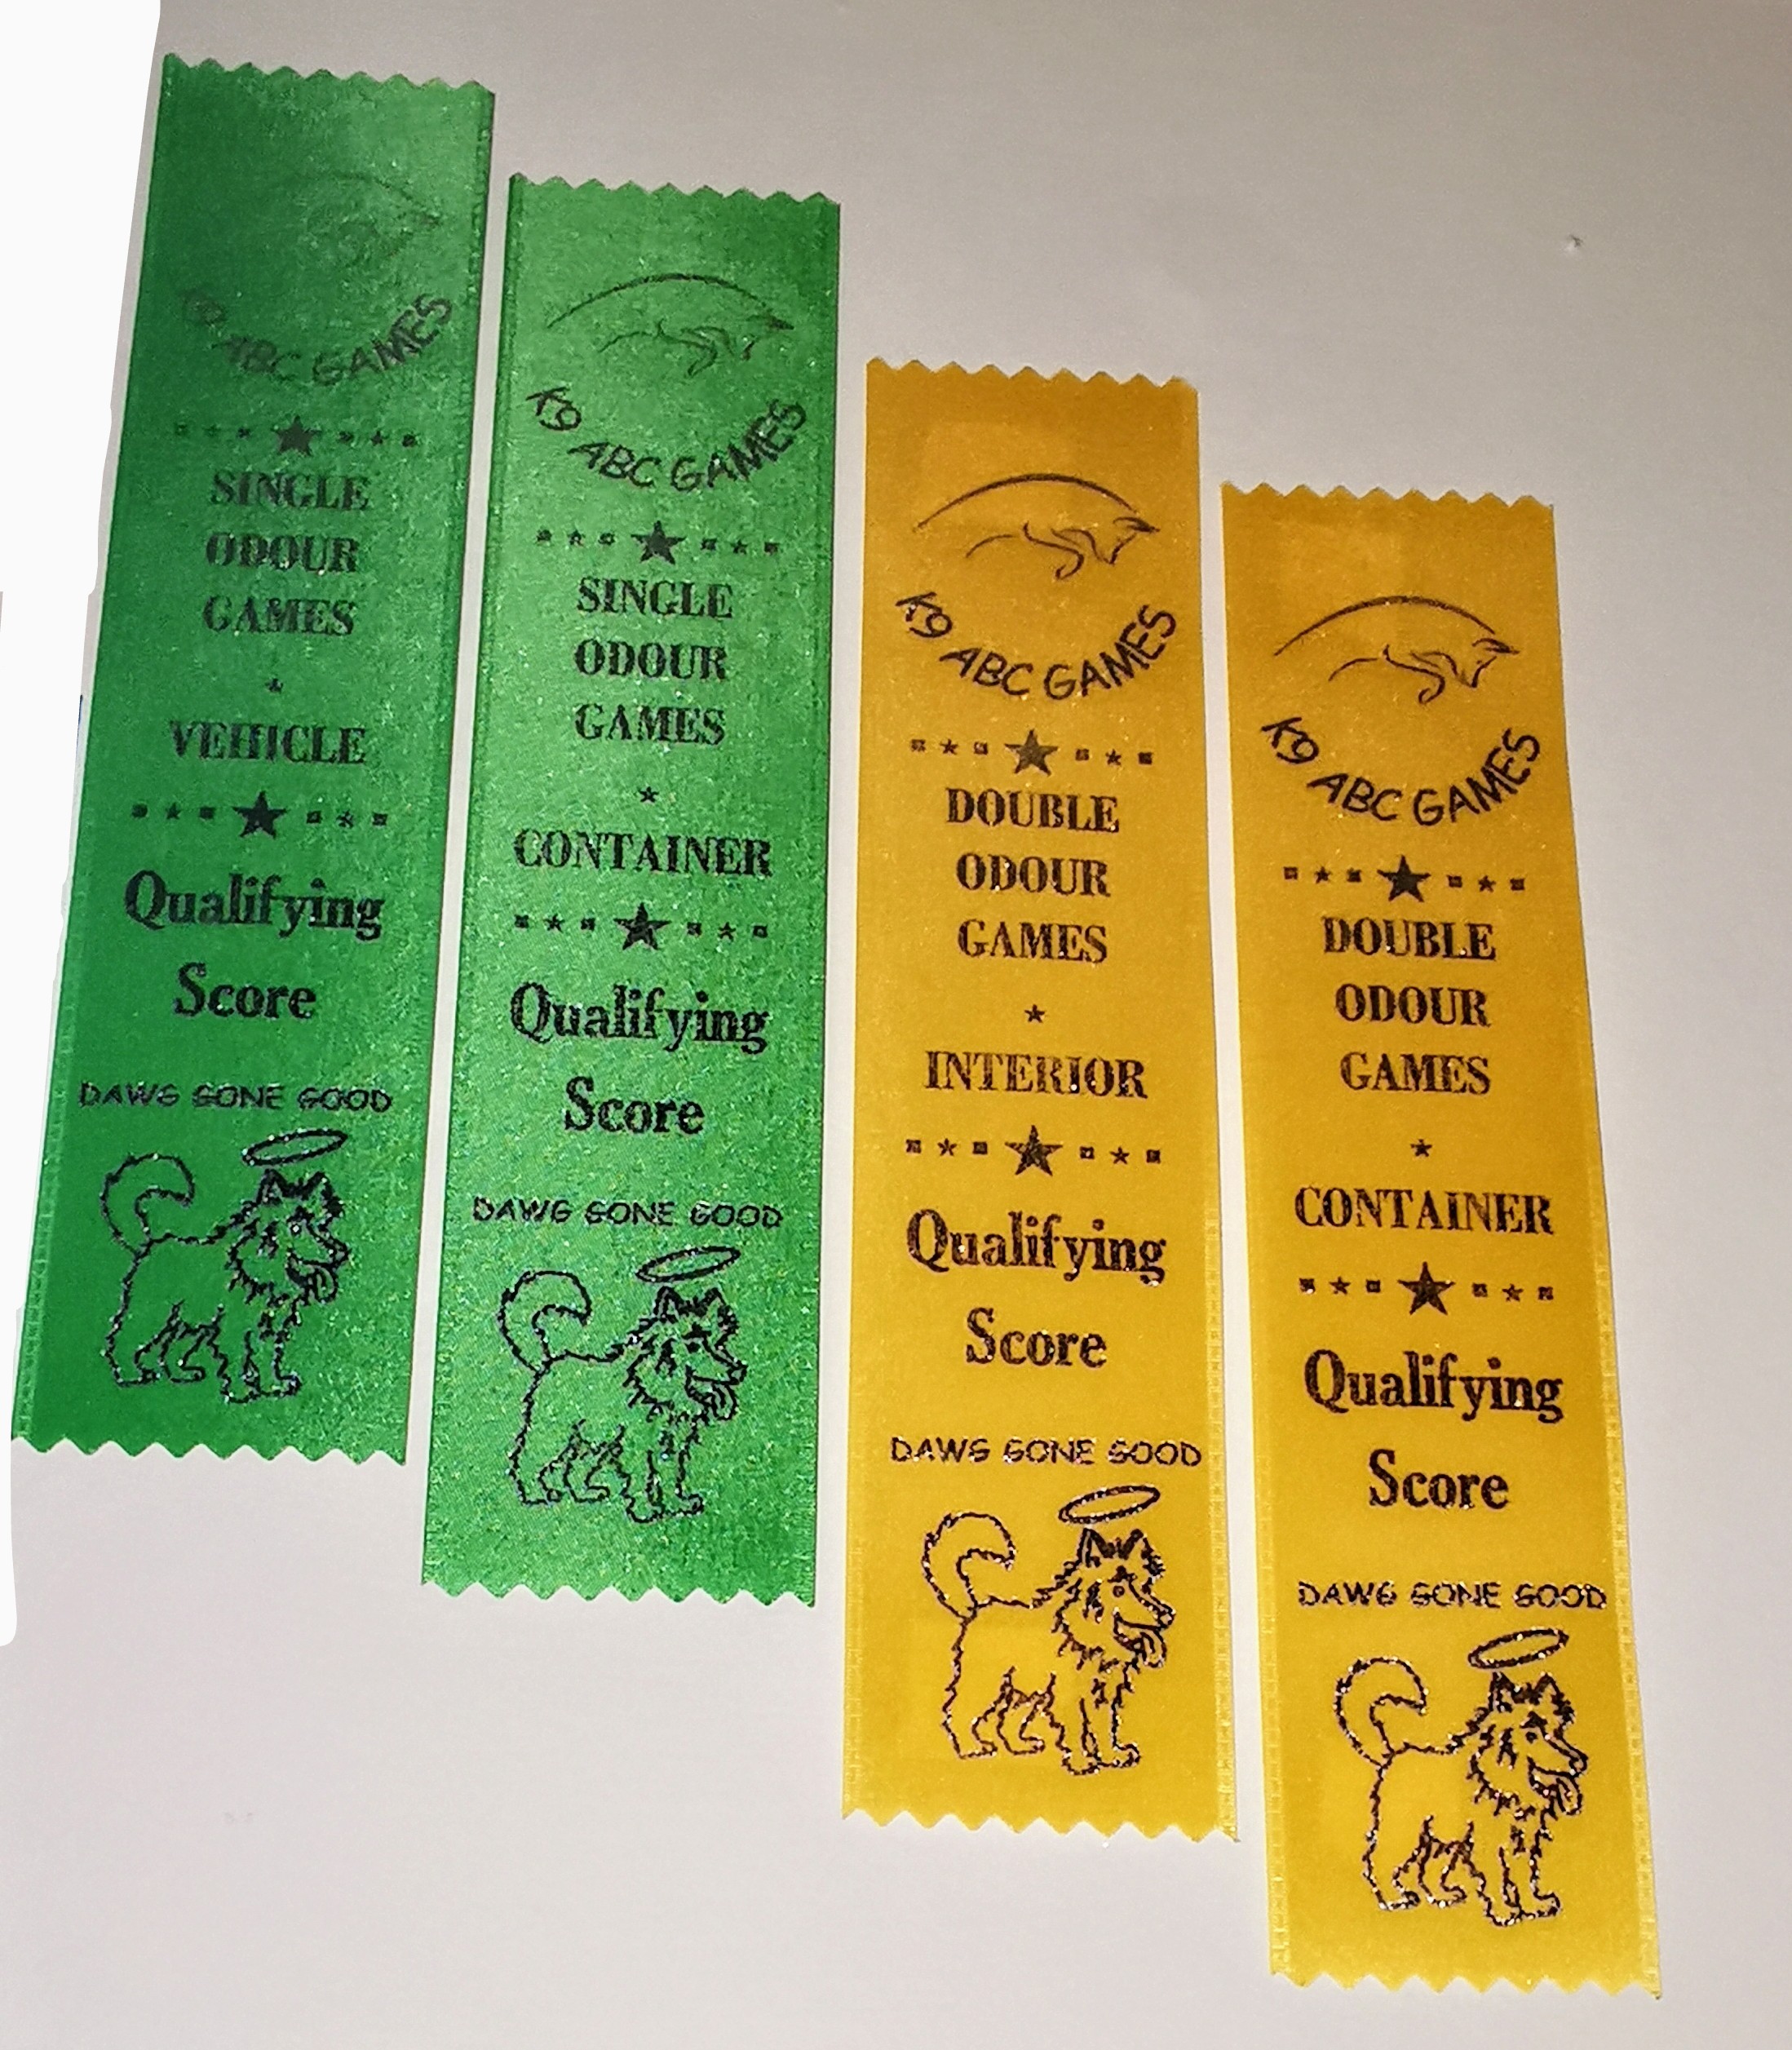 K9 ABC GAMES
SINGLE
ODOUR
GAMES
VEHICLE
Qualifying
Score
DAWG GONE GOOD
K9 ABC GAMES
SINGLE
ODOUR
GAMES
CONTAINER
Qualifying
Score
DAWG GONE GOOD
K9 ABC GAMES
DOUBLE
ODOUR
GAMES
INTERIOR
Qualifying
Score
DAWG GONE GOOD
K9 ABC GAMES
DOUBLE
ODOUR
GAMES
CONTAINER
Qualifying
Score
DAWG GONE GOOD